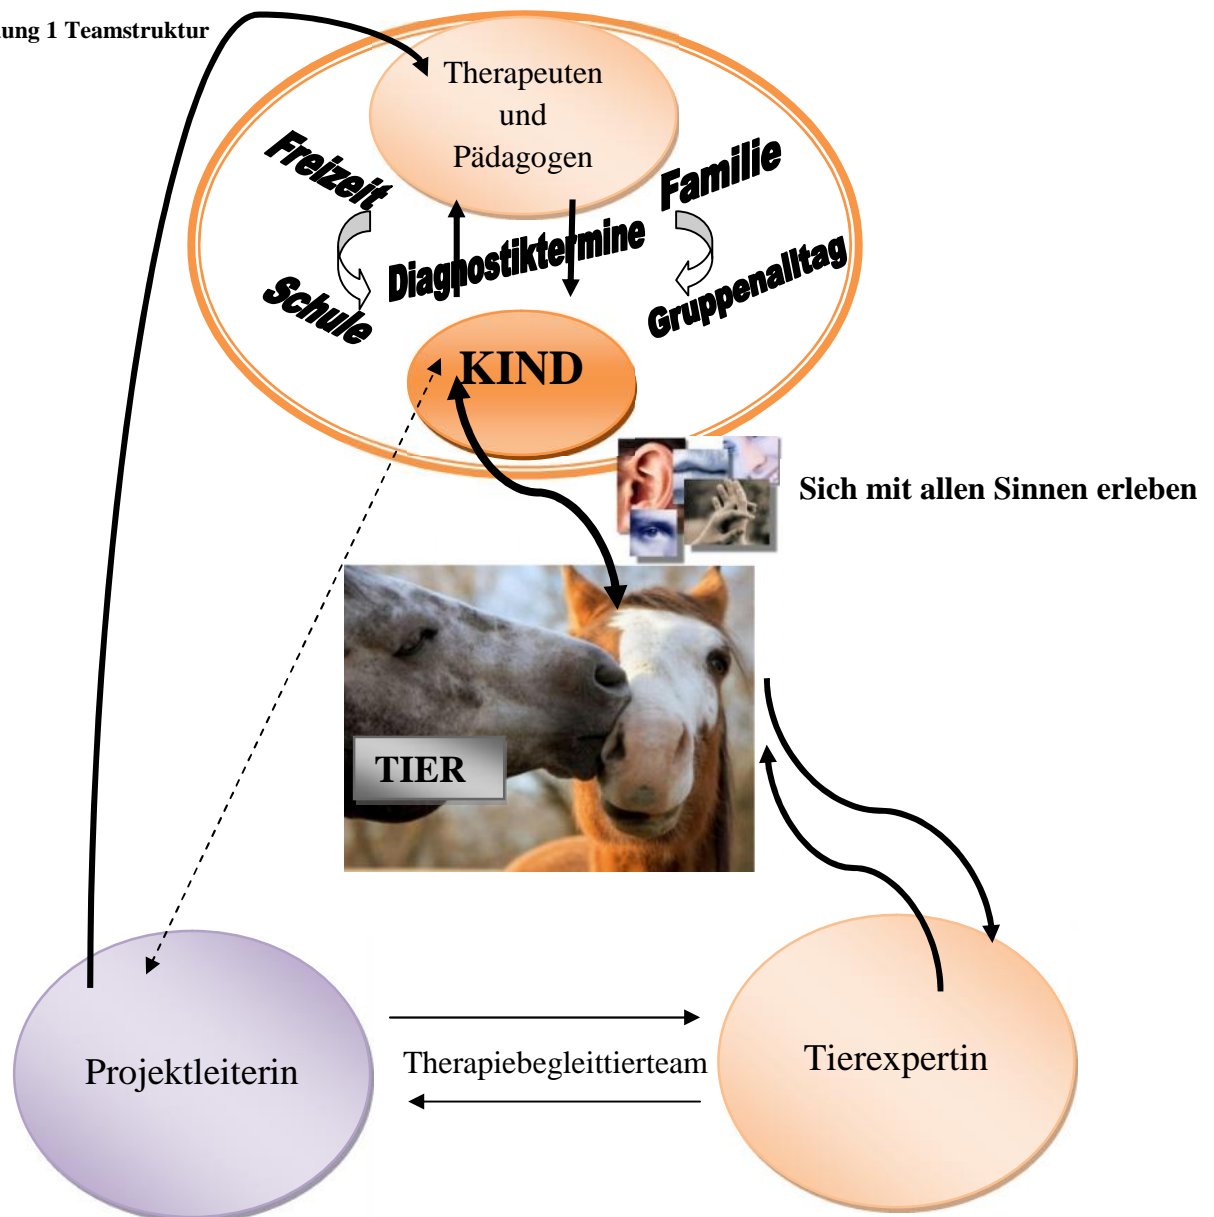 1 Teamstruktur
Therapeuten
und
Pädagogen
Freizeit
Familie
Diagnostiktermine
Schule
Gruppenalltag
KIND
Sich mit allen Sinnen erleben
TIER
Projektleiterin
Therapiebegleittierteam
Tierexpertin